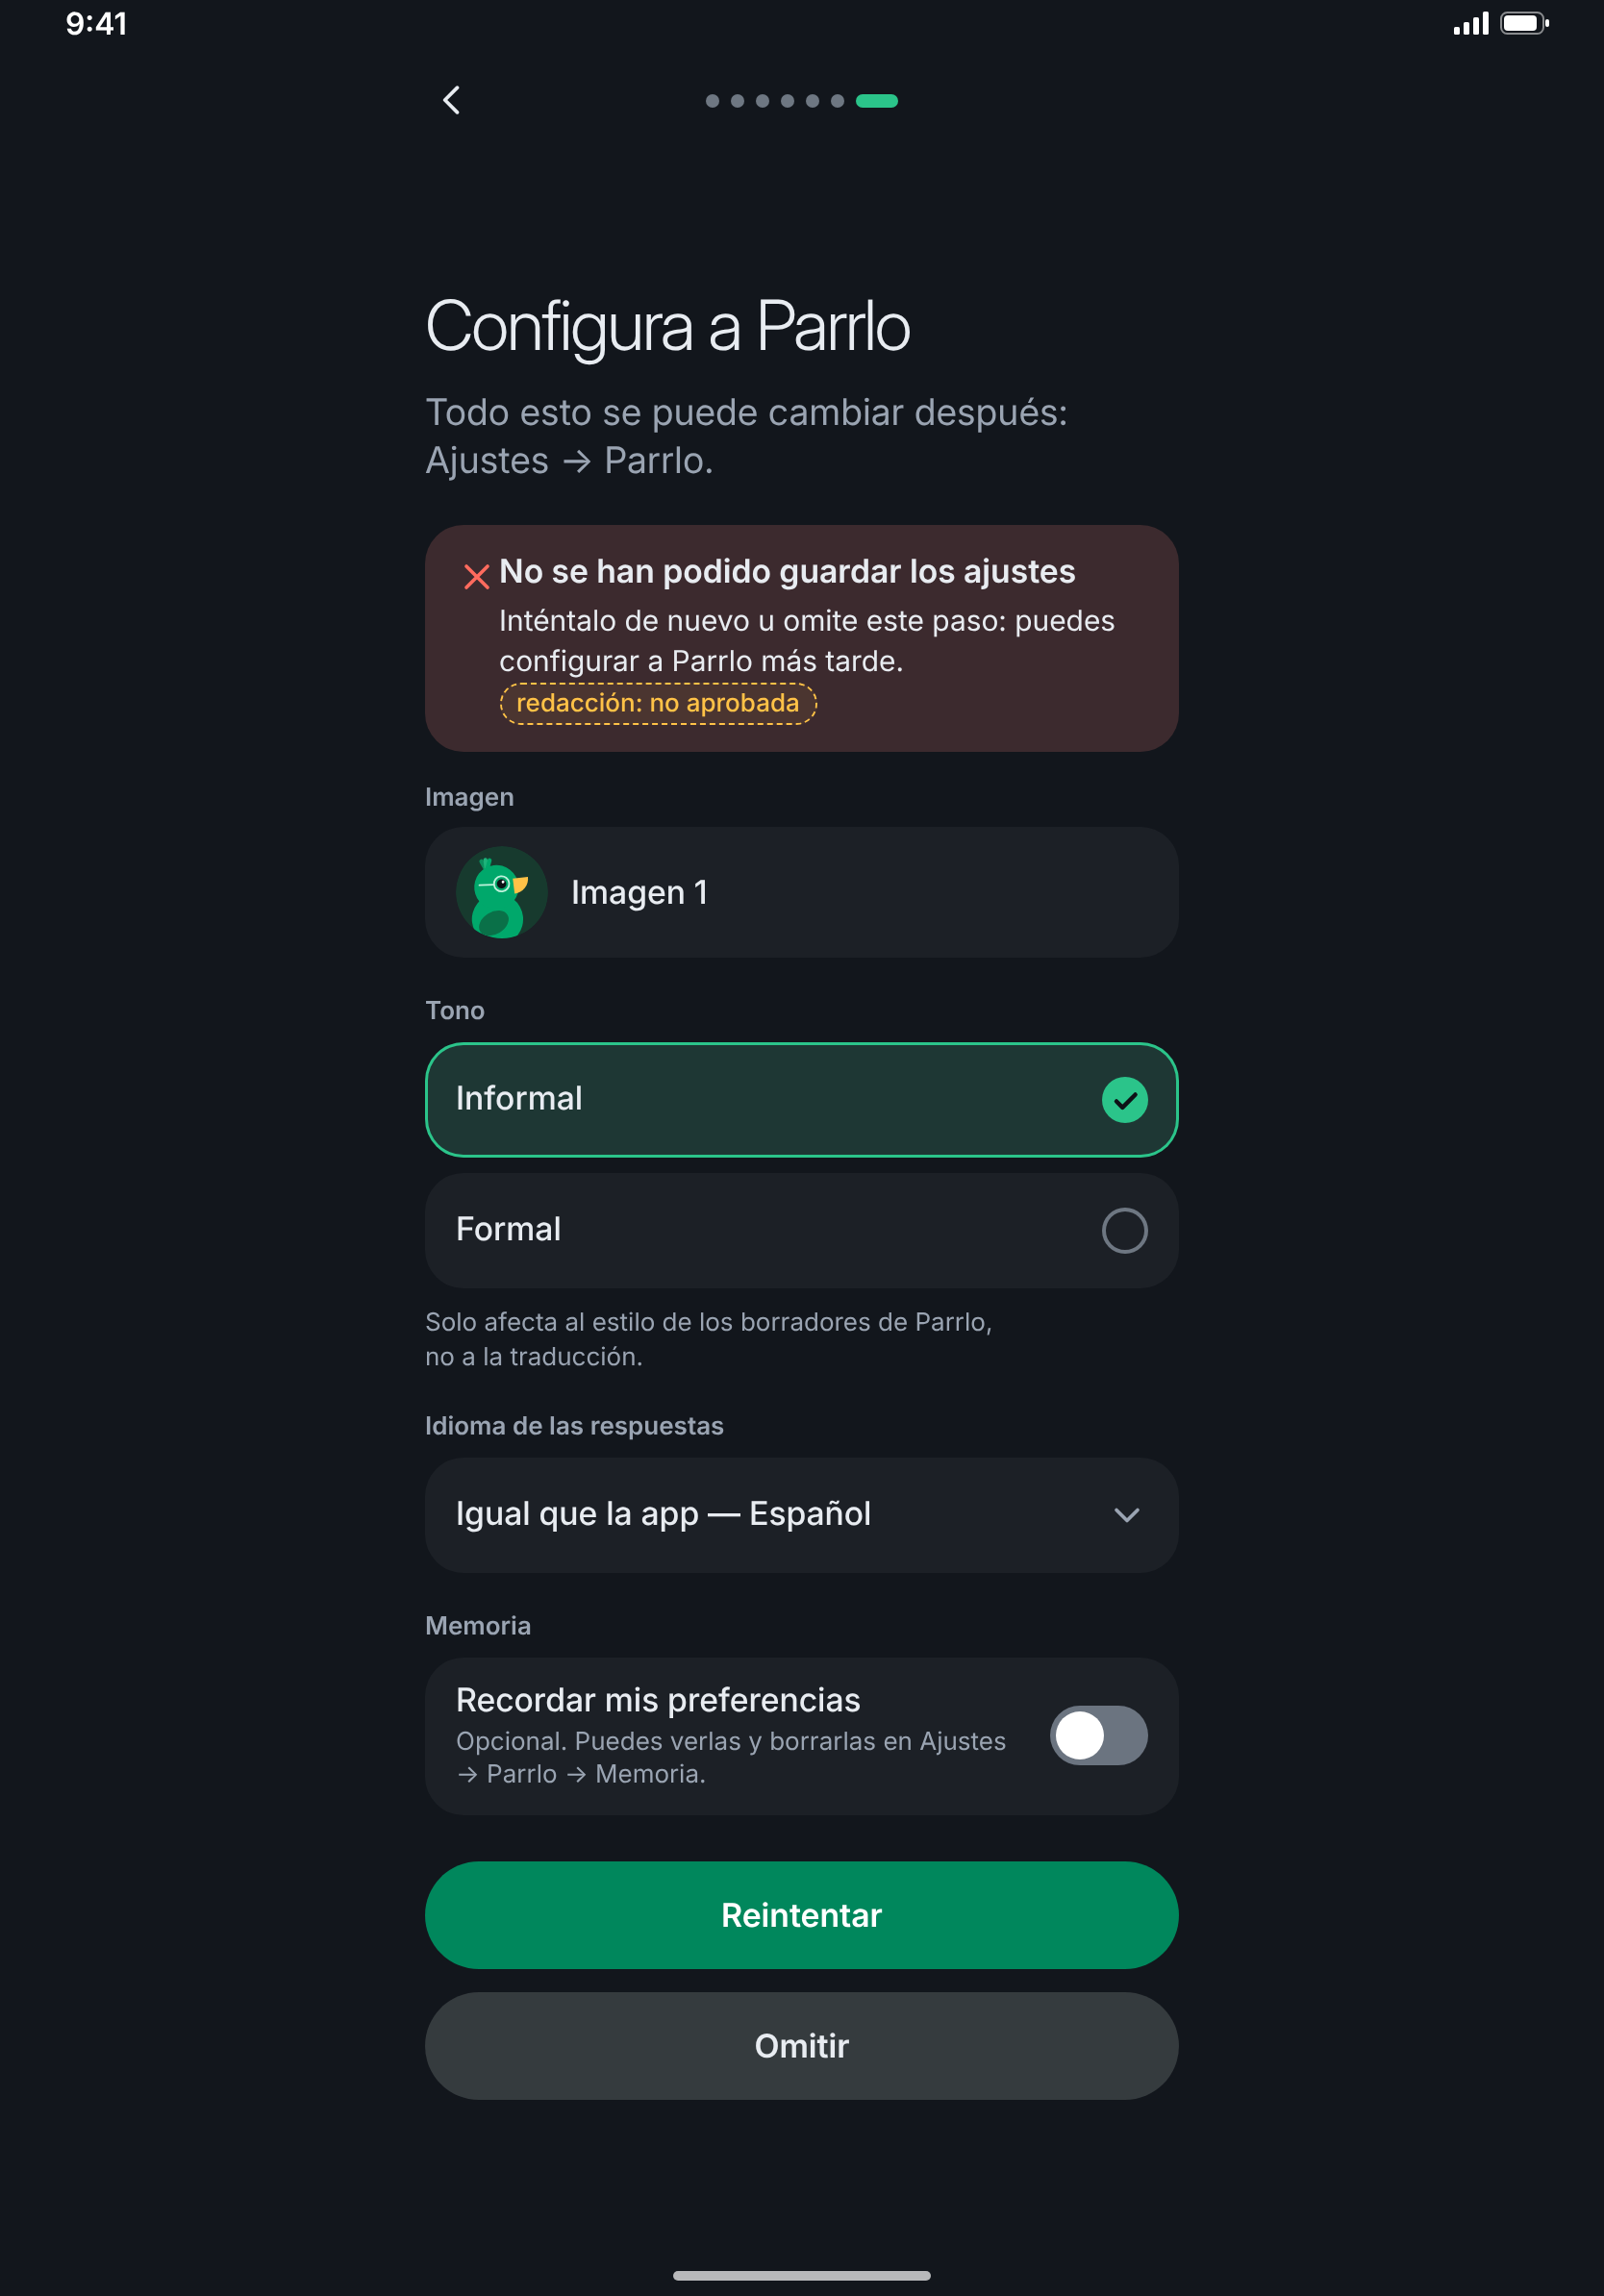 9:41
Configura a Parrlo
Todo esto se puede cambiar después:
Ajustes → Parrlo.
No se han podido guardar los ajustes
Inténtalo de nuevo u omite este paso: puedes
configurar a Parrlo más tarde.
redacción: no aprobada
Imagen
Imagen 1
Tono
Informal
Formal
Solo afecta al estilo de los borradores de Parrlo,
no a la traducción.
Idioma de las respuestas
Igual que la app — Español
Memoria
Recordar mis preferencias
Opcional. Puedes verlas y borrarlas en Ajustes
→ Parrlo → Memoria.
Reintentar
Omitir